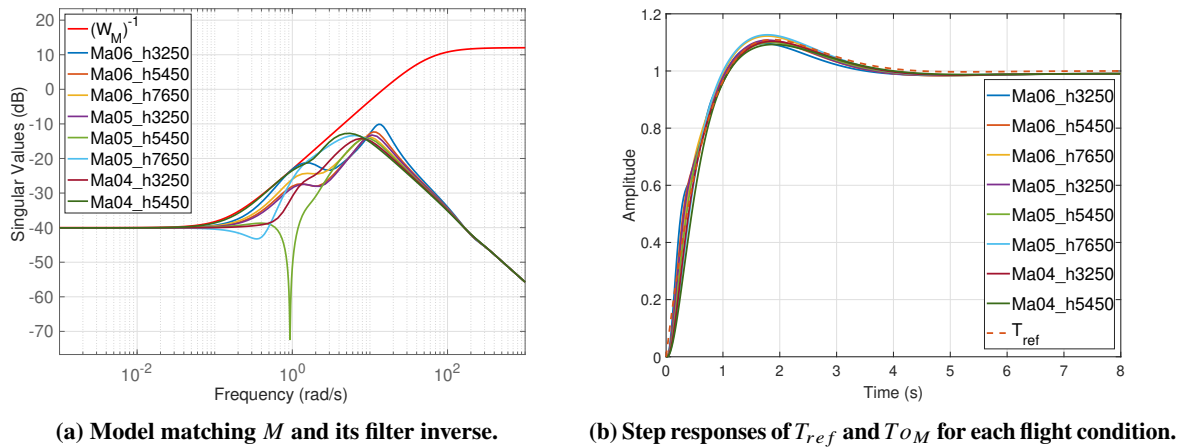 20
10
0
-10
-20
-30
-40
-50
-60
-70
Singular Values (dB)
(W_M)^-1
Ma06_h3250
Ma06_h5450
Ma06_h7650
Ma05_h3250
Ma05_h5450
Ma05_h7650
Ma04_h3250
Ma04_h5450
10^-2
10^0
10^2
Frequency (rad/s)
(a) Model matching M and its filter inverse.
1.2
1
0.8
0.6
0.4
0.2
0
Amplitude
Ma06_h3250
Ma06_h5450
Ma06_h7650
Ma05_h3250
Ma05_h5450
Ma05_h7650
Ma04_h3250
Ma04_h5450
T_ref
0 1 2 3 4 5 6 7 8
Time (s)
(b) Step responses of T_ref and To_M for each flight condition.